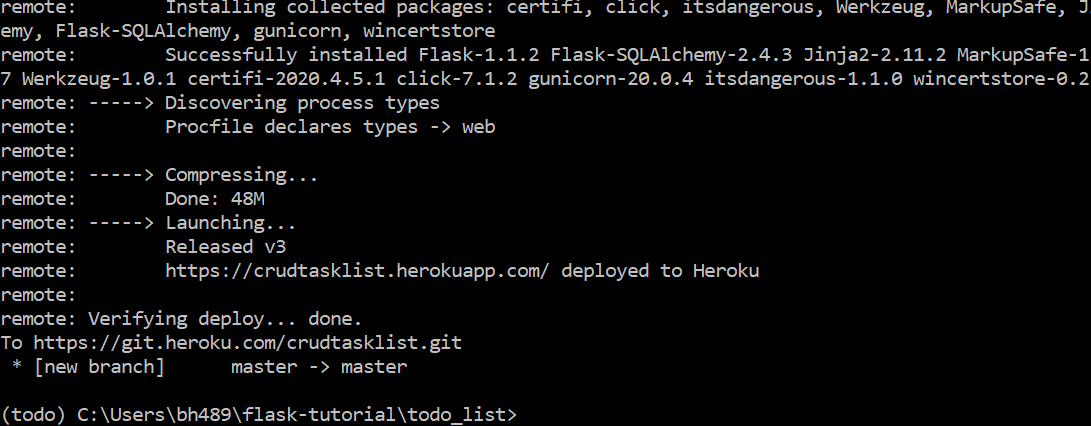 remote:        Installing collected packages: certifi, click, itsdangerous, Werkzeug, MarkupSafe, J
emy, Flask-SQLAlchemy, gunicorn, wincertstore
remote:        Successfully installed Flask-1.1.2 Flask-SQLAlchemy-2.4.3 Jinja2-2.11.2 MarkupSafe-1
7 Werkzeug-1.0.1 certifi-2020.4.5.1 click-7.1.2 gunicorn-20.0.4 itsdangerous-1.1.0 wincertstore-0.2
remote: -----> Discovering process types
remote:        Procfile declares types -> web
remote:
remote: -----> Compressing...
remote:        Done: 48M
remote: -----> Launching...
remote:        Released v3
remote:        https://crudtasklist.herokuapp.com/ deployed to Heroku
remote:
remote: Verifying deploy... done.
To https://git.heroku.com/crudtasklist.git
 * [new branch]      master -> master
(todo) C:\Users\bh489\flask-tutorial\todo_list>